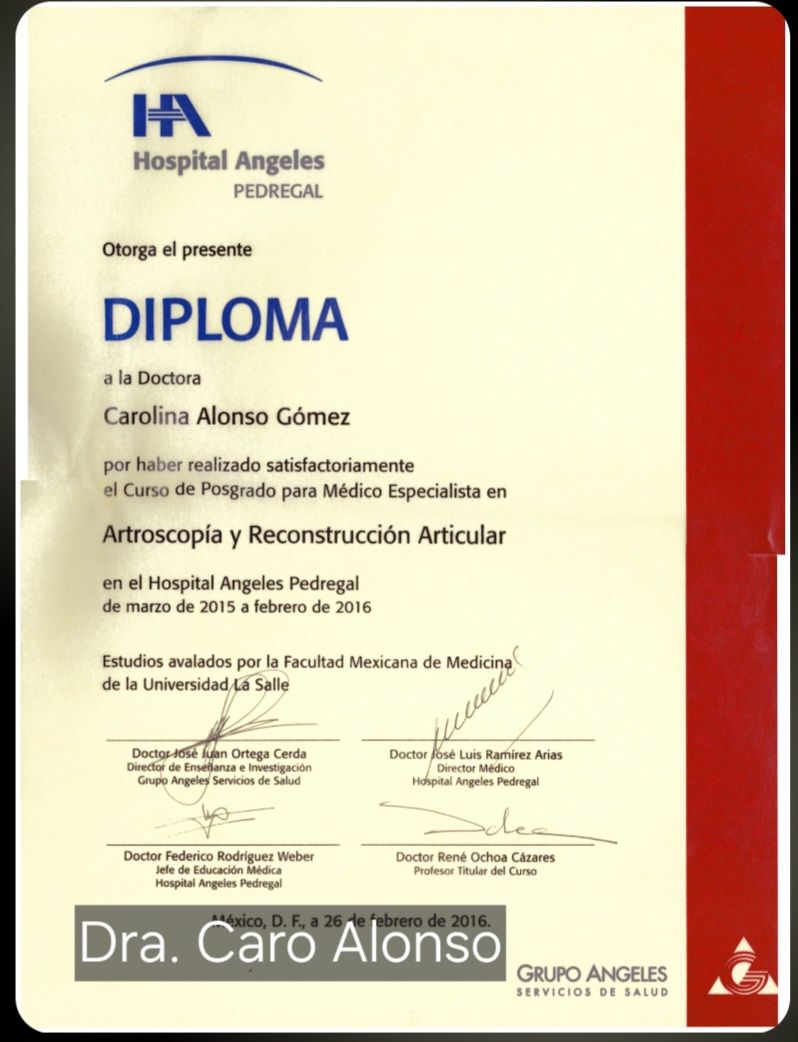 HA
Hospital Angeles
PEDREGAL
Otorga el presente
DIPLOMA
a la Doctora
Carolina Alonso Gómez
por haber realizado satisfactoriamente
el Curso de Posgrado para Médico Especialista en
Artroscopía y Reconstrucción Articular
en el Hospital Angeles Pedregal
de marzo de 2015 a febrero de 2016
Estudios avalados por la Facultad Mexicana de Medicina
de la Universidad La Salle
Doctor José Juan Ortega Cerda
Director de Enseñanza e Investigación
Grupo Angeles Servicios de Salud
Doctor José Luis Ramírez Arias
Director Médico
Hospital Angeles Pedregal
Doctor Federico Rodríguez Weber
Jefe de Educación Médica
Hospital Angeles Pedregal
Doctor René Ochoa Cázares
Profesor Titular del Curso
México, D. F., a 26 de febrero de 2016.
Dra. Caro Alonso
GRUPO ANGELES
SERVICIOS DE SALUD